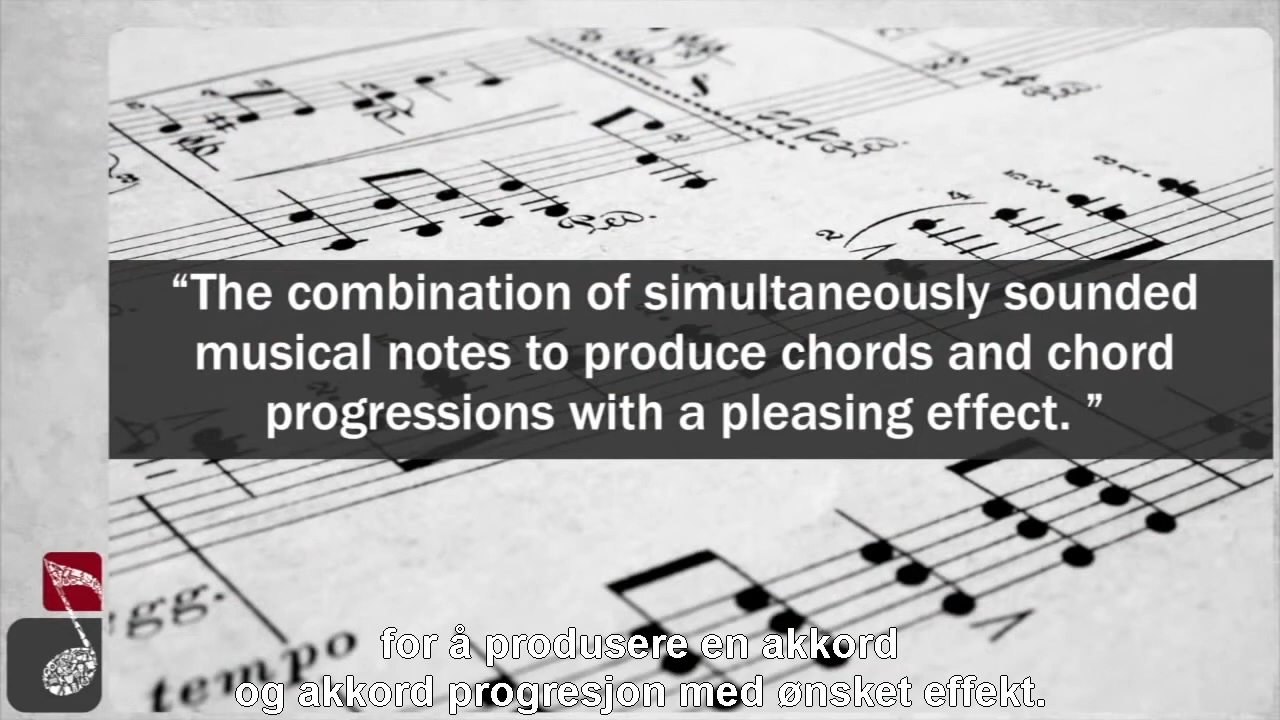 “The combination of simultaneously sounded
musical notes to produce chords and chord
progressions with a pleasing effect. ”
egg.
tempo
for å produsere en akkord
og akkord progresjon med ønsket effekt.